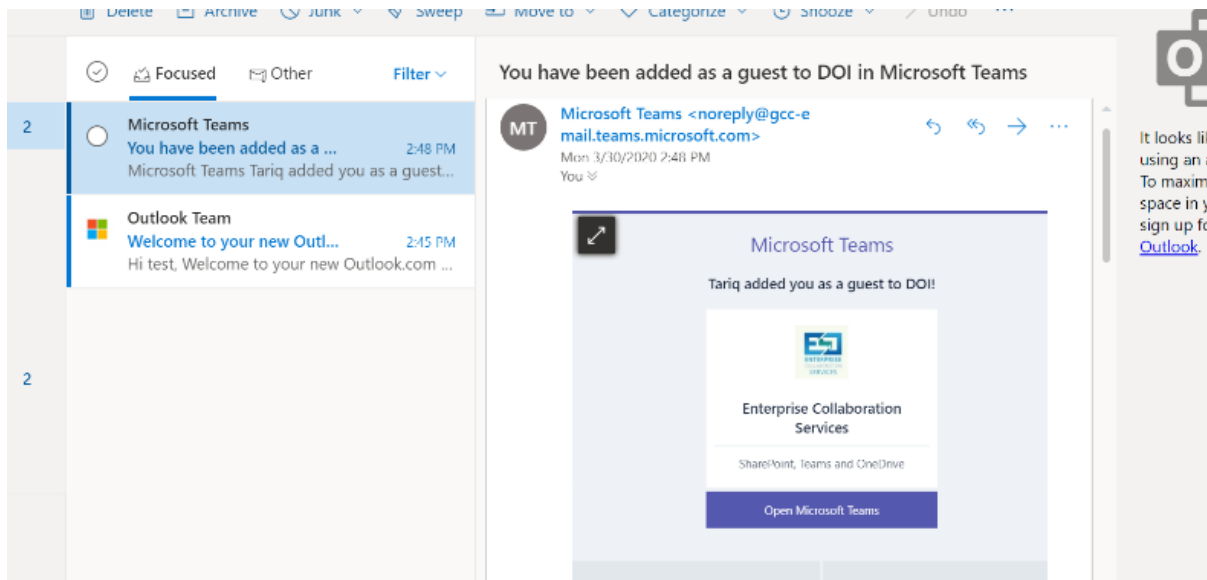 Delete Archive Junk Sweep Move to Categorize Snooze Undo ...
Focused Other Filter
2
Microsoft Teams
You have been added as a ... 2:48 PM
Microsoft Teams Tariq added you as a guest...
Outlook Team
Welcome to your new Outl... 2:45 PM
Hi test, Welcome to your new Outlook.com ...
2
You have been added as a guest to DOI in Microsoft Teams
MT
Microsoft Teams <noreply@gcc-e
mail.teams.microsoft.com>
Mon 3/30/2020 2:48 PM
You
Microsoft Teams
Tariq added you as a guest to DOI!
ENTERPRISE
COLLABORATION
SERVICES
Enterprise Collaboration
Services
SharePoint, Teams and OneDrive
Open Microsoft Teams
O
It looks li
using an a
To maxim
space in y
sign up fo
Outlook.